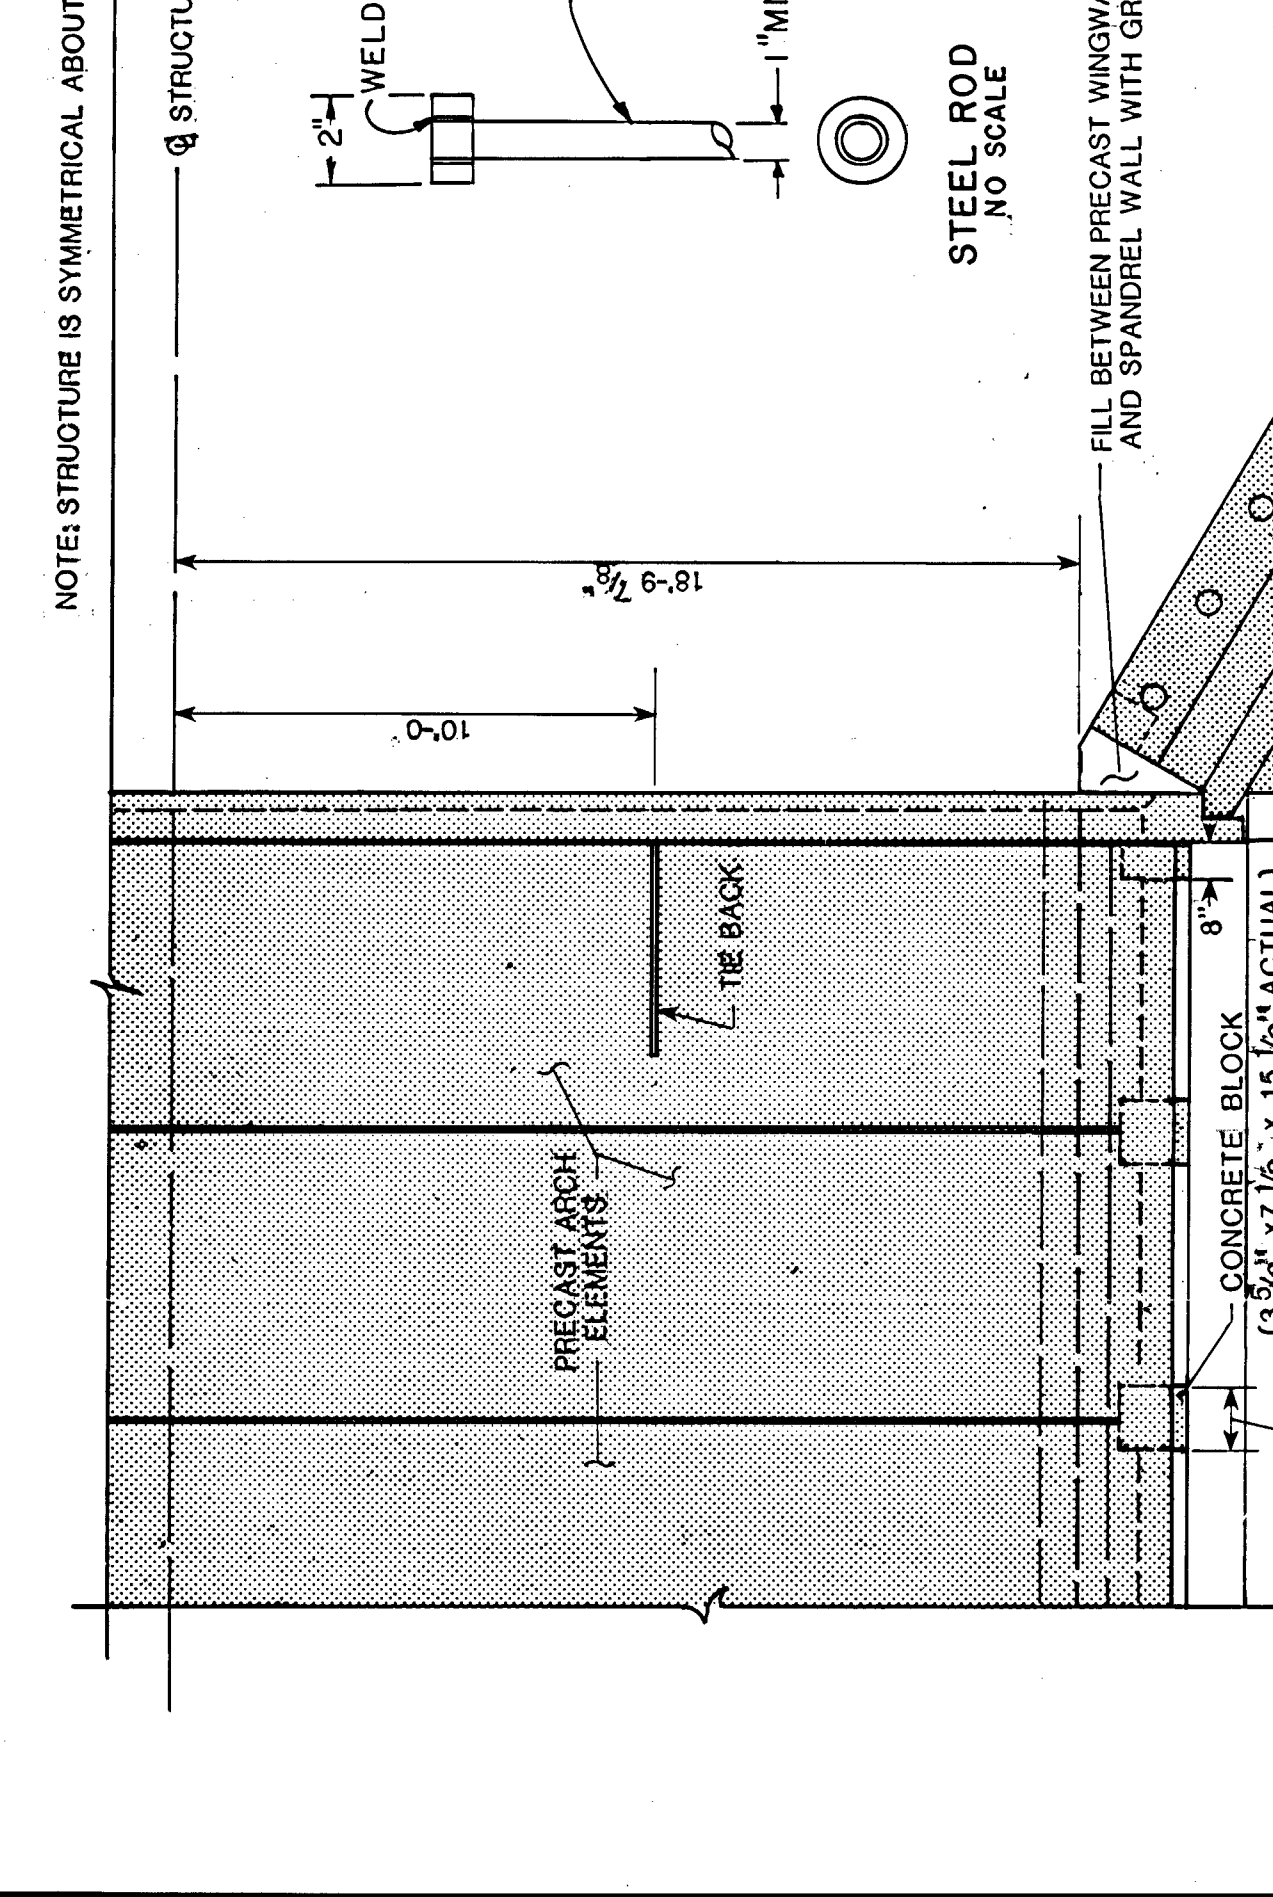 NOTE: STRUCTURE IS SYMMETRICAL ABOUT
℄ STRUCTU
WELD
2"
1" MI
STEEL ROD
NO SCALE
FILL BETWEEN PRECAST WINGWA
AND SPANDREL WALL WITH GR
18'-9 7/8"
10'-0
TIE BACK
PRECAST ARCH
ELEMENTS
8"
CONCRETE BLOCK